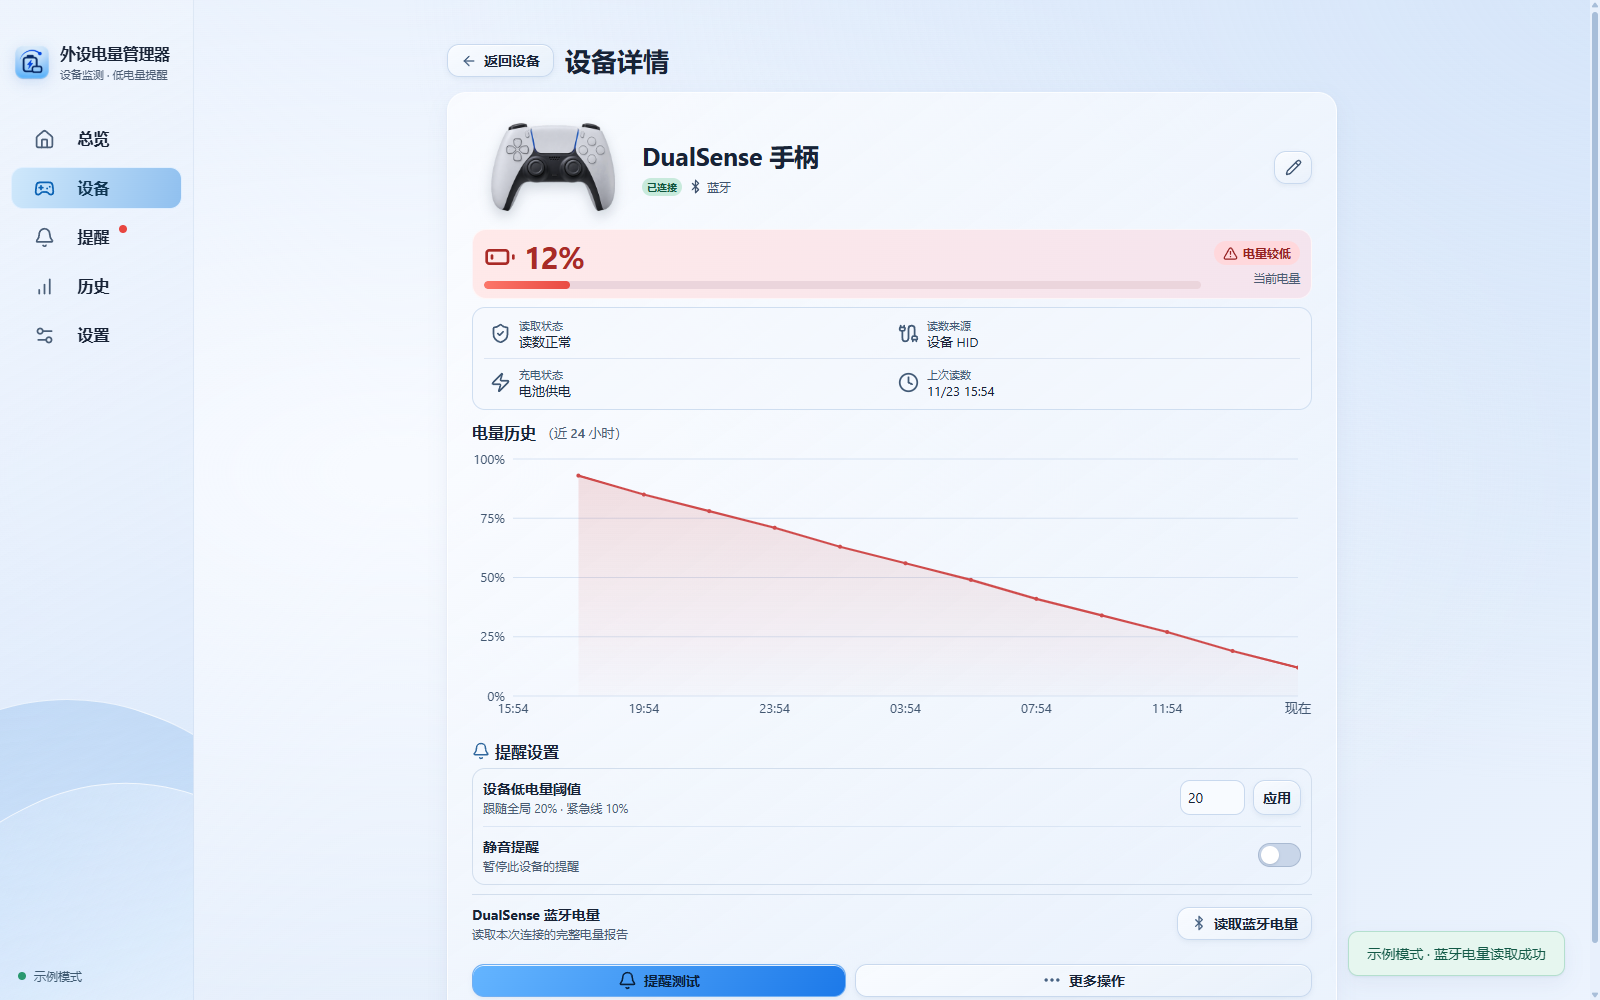 外设电量管理器
设备监测 · 低电量提醒
总览
设备
提醒
历史
设置
示例模式
返回设备
设备详情
DualSense 手柄
已连接
蓝牙
12%
电量较低
当前电量
读取状态
读数正常
读数来源
设备 HID
充电状态
电池供电
上次读数
11/23 15:54
电量历史 （近 24 小时）
100%
75%
50%
25%
0%
15:54 19:54 23:54 03:54 07:54 11:54 现在
提醒设置
设备低电量阈值
跟随全局 20% · 紧急线 10%
20
应用
静音提醒
暂停此设备的提醒
DualSense 蓝牙电量
读取本次连接的完整电量报告
读取蓝牙电量
提醒测试
更多操作
示例模式 · 蓝牙电量读取成功